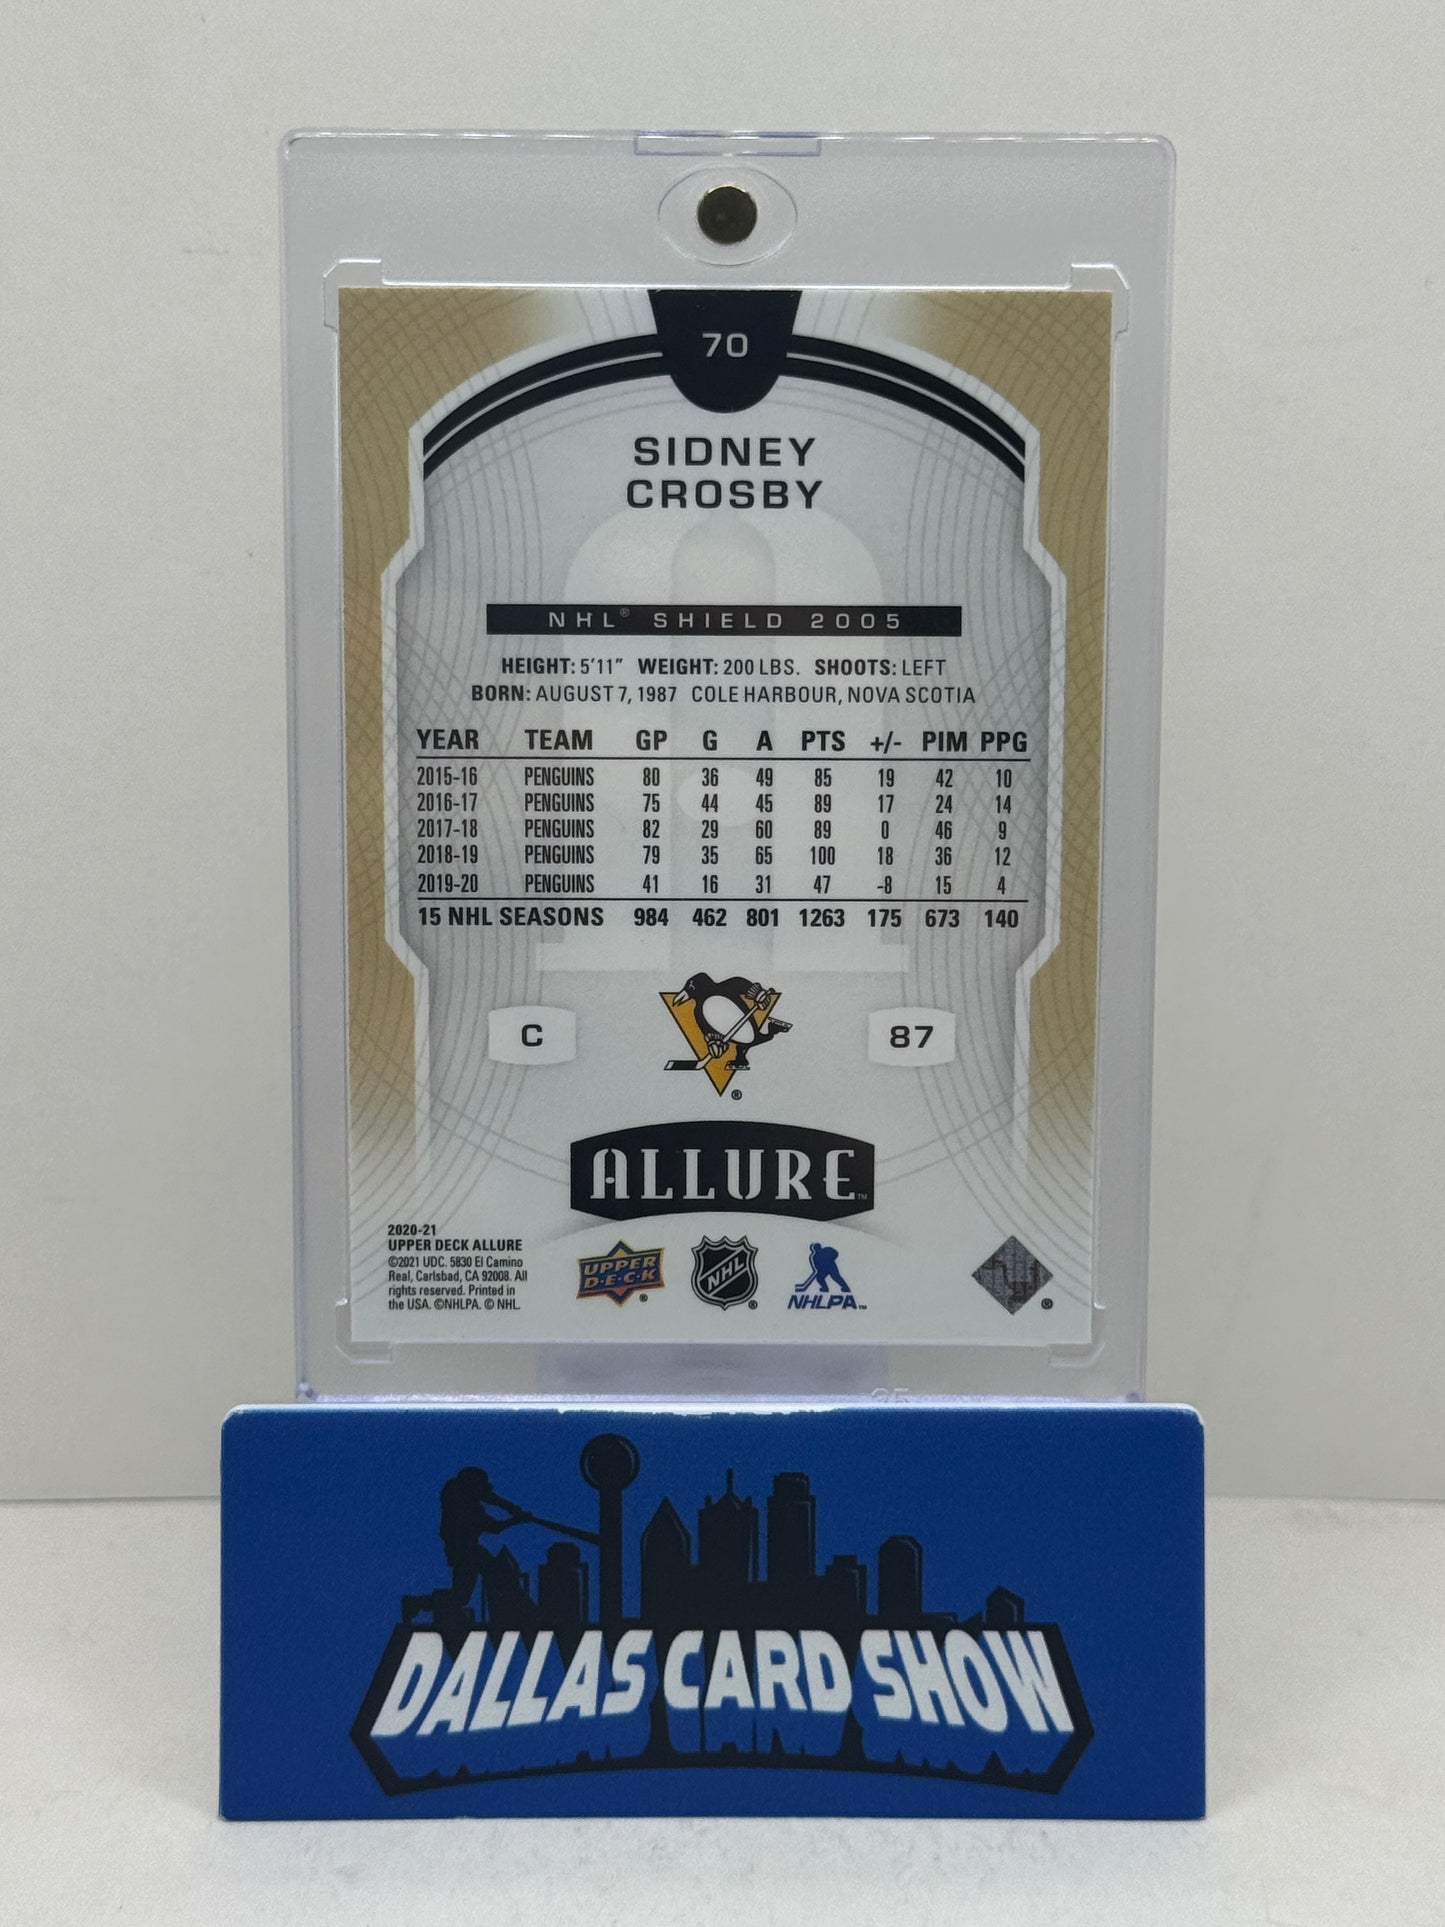 70
SIDNEY
CROSBY
NHL® SHIELD 2005
HEIGHT: 5'11" WEIGHT: 200 LBS. SHOOTS: LEFT
BORN: AUGUST 7, 1987 COLE HARBOUR, NOVA SCOTIA
YEAR TEAM GP G A PTS +/- PIM PPG
2015-16 PENGUINS 80 36 49 85 19 42 10
2016-17 PENGUINS 75 44 45 89 17 24 14
2017-18 PENGUINS 82 29 60 89 0 46 9
2018-19 PENGUINS 79 35 65 100 18 36 12
2019-20 PENGUINS 41 16 31 47 -8 15 4
15 NHL SEASONS 984 462 801 1263 175 673 140
C 87
®
ALLURE™
2020-21
UPPER DECK ALLURE
©2021 UDC. 5830 El Camino
Real, Carlsbad, CA 92008. All
rights reserved. Printed in
the USA. ©NHLPA. © NHL.
UPPER
D·E·C·K ®
NHL ®
NHLPA™
®
DALLAS CARD SHOW